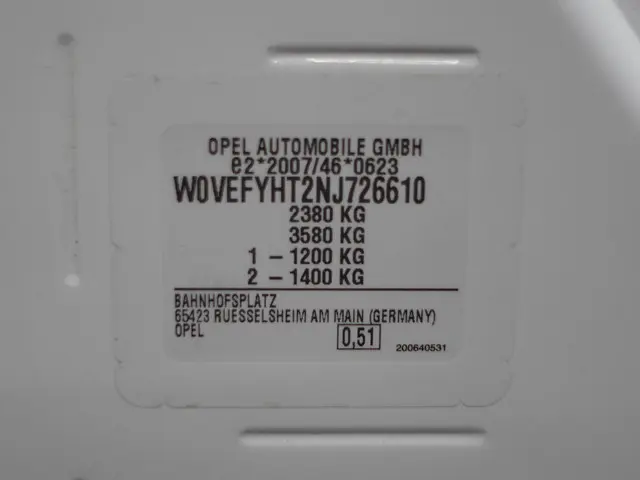 OPEL AUTOMOBILE GMBH
e2*2007/46*0623
W0VEFYHT2NJ726610
2380 KG
3580 KG
1 – 1200 KG
2 – 1400 KG
BAHNHOFSPLATZ
65423 RUESSELSHEIM AM MAIN (GERMANY)
OPEL
0,51
200640531